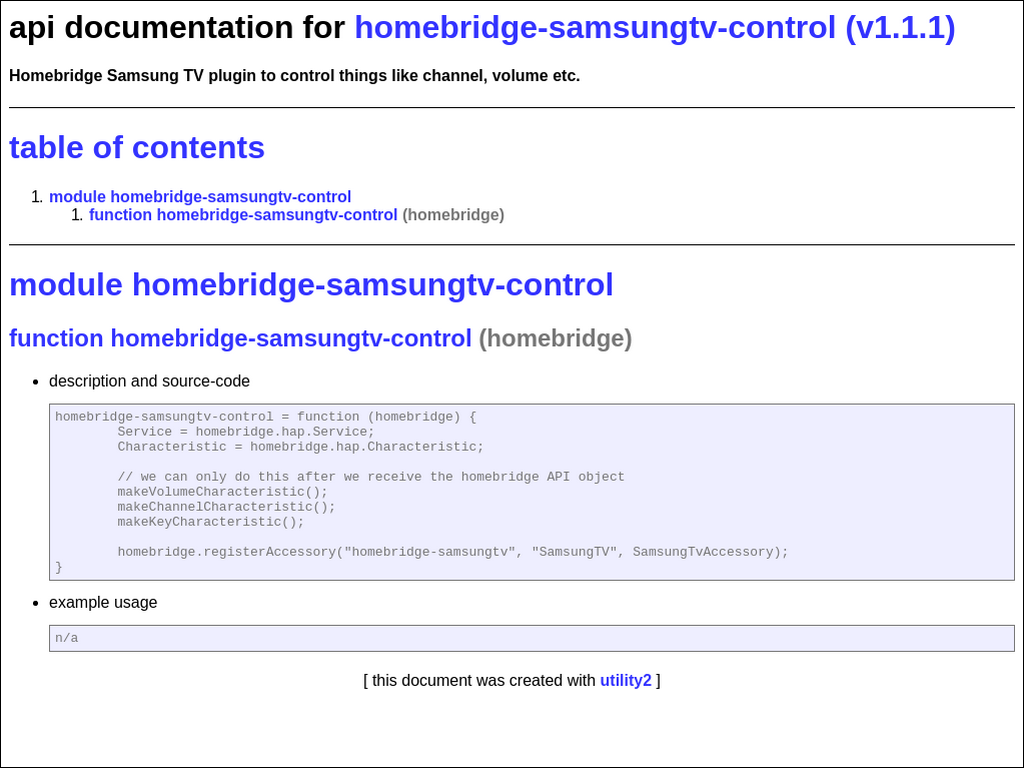 api documentation for homebridge-samsungtv-control (v1.1.1)
Homebridge Samsung TV plugin to control things like channel, volume etc.
table of contents
1. module homebridge-samsungtv-control
1. function homebridge-samsungtv-control (homebridge)
module homebridge-samsungtv-control
function homebridge-samsungtv-control (homebridge)
• description and source-code
homebridge-samsungtv-control = function (homebridge) {
        Service = homebridge.hap.Service;
        Characteristic = homebridge.hap.Characteristic;
        // we can only do this after we receive the homebridge API object
        makeVolumeCharacteristic();
        makeChannelCharacteristic();
        makeKeyCharacteristic();
        homebridge.registerAccessory("homebridge-samsungtv", "SamsungTV", SamsungTvAccessory);
}
• example usage
n/a
[ this document was created with utility2 ]